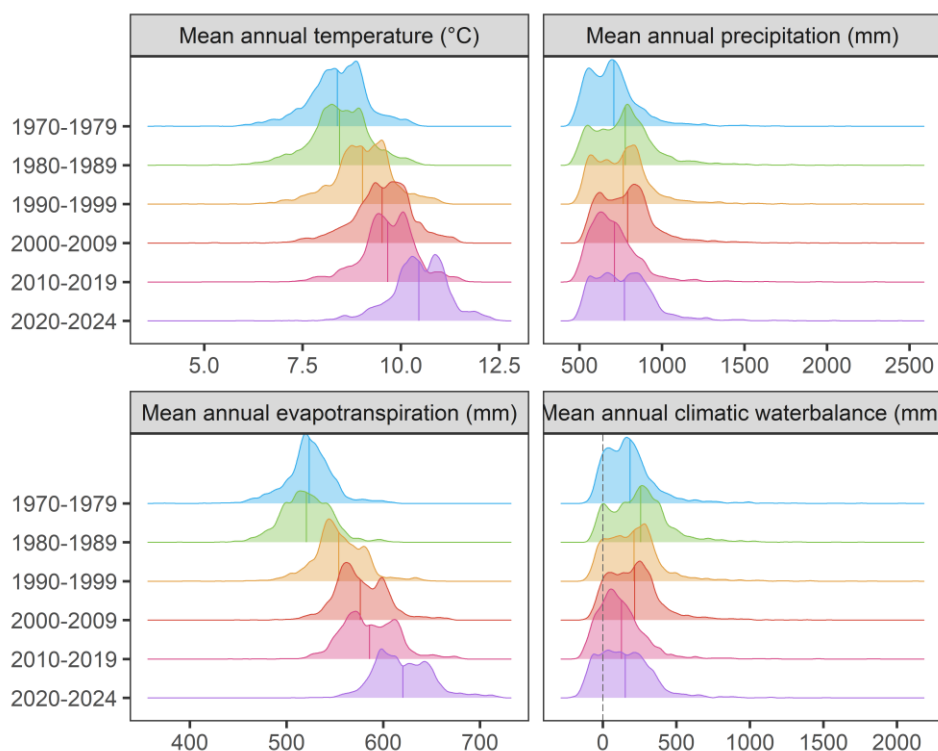 Mean annual temperature (°C)
Mean annual precipitation (mm)
1970-1979
1980-1989
1990-1999
2000-2009
2010-2019
2020-2024
5.0 7.5 10.0 12.5
500 1000 1500 2000 2500
Mean annual evapotranspiration (mm)
Mean annual climatic waterbalance (mm
1970-1979
1980-1989
1990-1999
2000-2009
2010-2019
2020-2024
400 500 600 700
0 500 1000 1500 2000